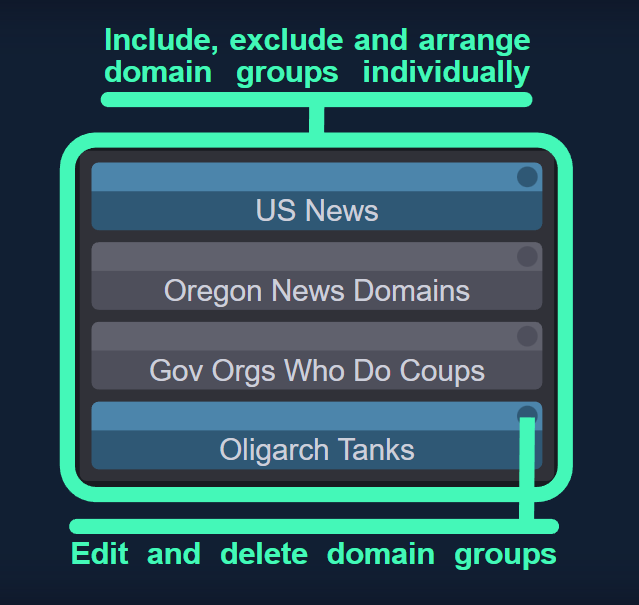 Include, exclude and arrange
domain groups individually
US News
Oregon News Domains
Gov Orgs Who Do Coups
Oligarch Tanks
Edit and delete domain groups